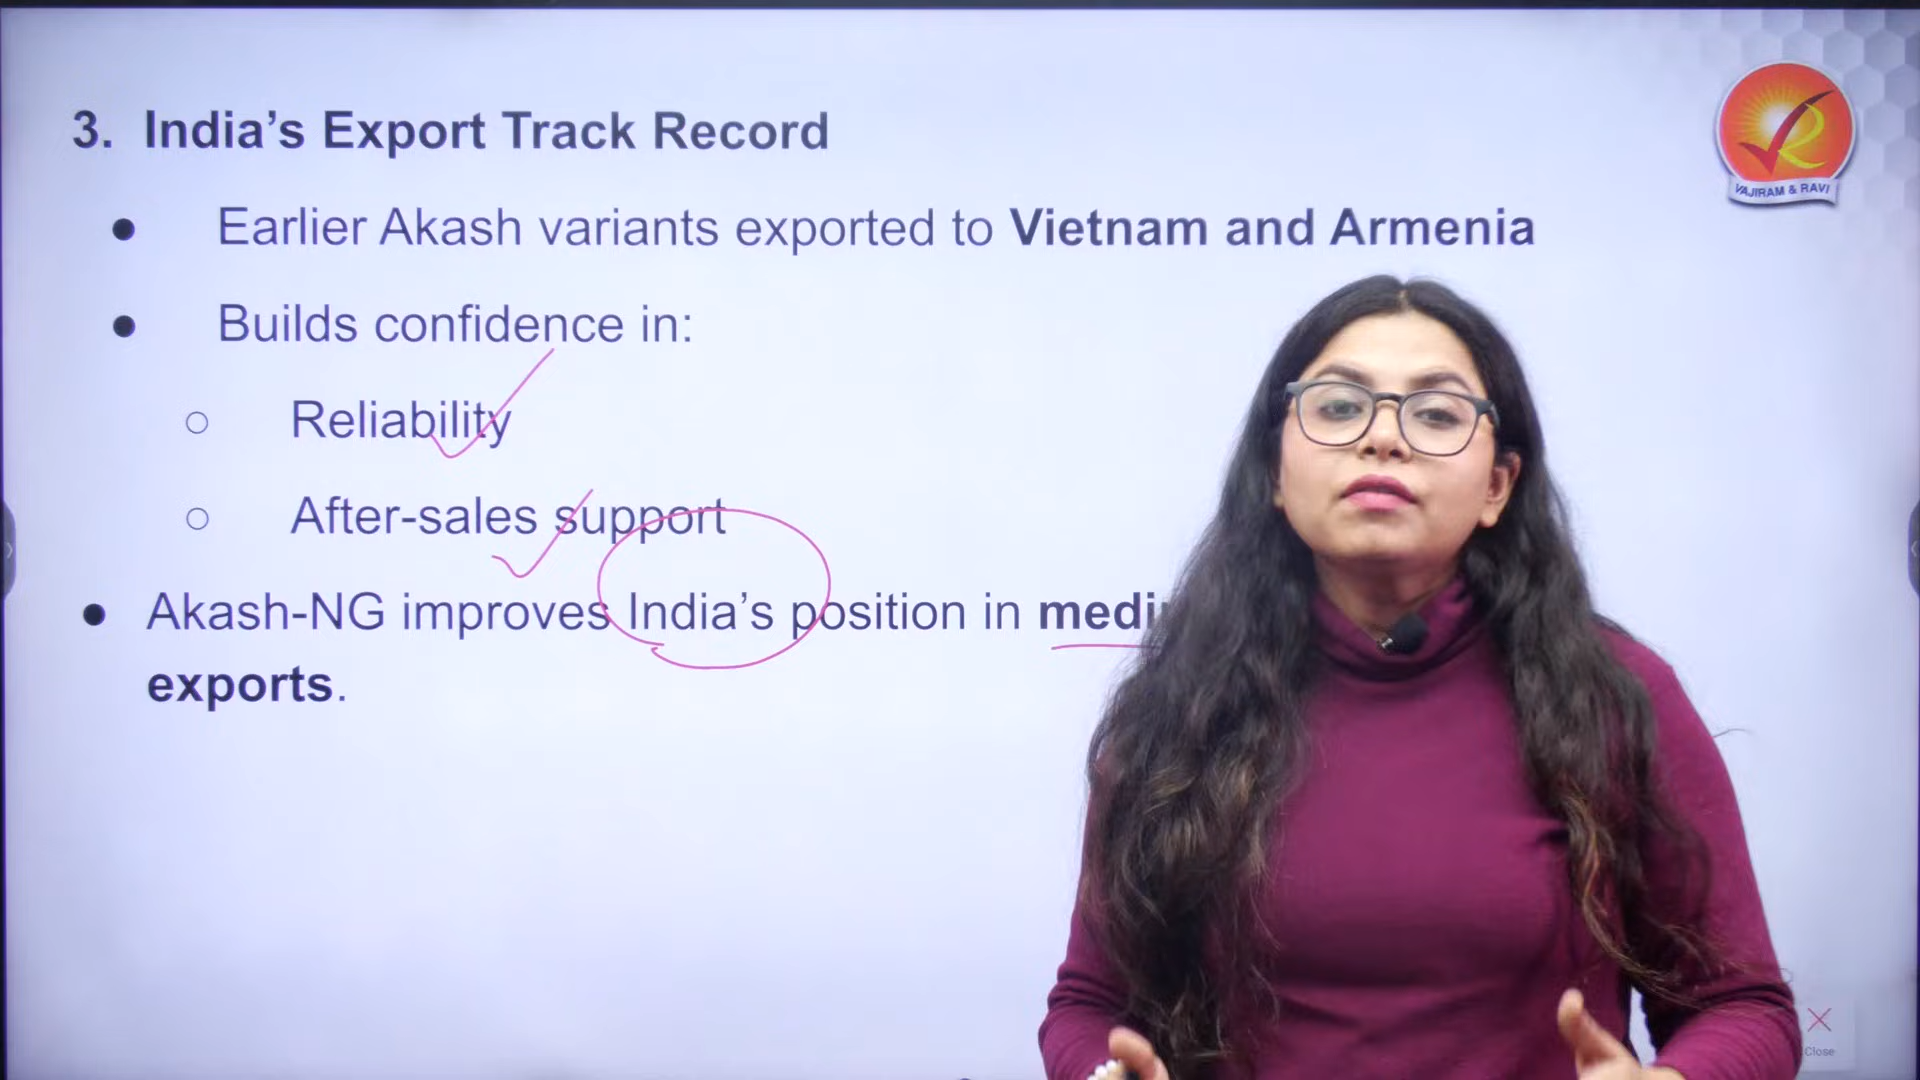 3. India’s Export Track Record
● Earlier Akash variants exported to Vietnam and Armenia
● Builds confidence in:
○ Reliability
○ After-sales support
● Akash-NG improves India’s position in
exports.
VAJIRAM & RAVI
Close